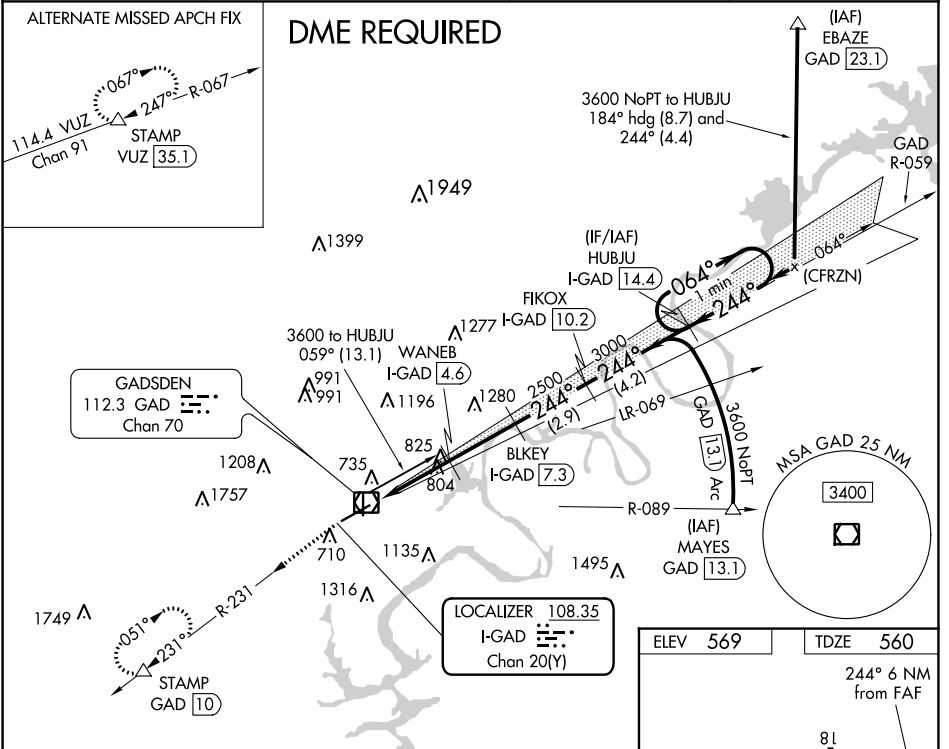 ALTERNATE MISSED APCH FIX
067°
247°
R-067
114.4 VUZ
Chan 91
STAMP
VUZ 35.1
DME REQUIRED
(IAF)
EBAZE
GAD 23.1
3600 NoPT to HUBJU
184° hdg (8.7) and
244° (4.4)
GAD
R-059
1949
1399
(IF/IAF)
HUBJU
I-GAD 14.4
064°
1 min
244°
064°
(CFRZN)
FIKOX
I-GAD 10.2
1277
3600 to HUBJU
059° (13.1)
WANEB
I-GAD 4.6
3000
244°
(4.2)
2500
244°
(2.9)
LR-069
GADSDEN
112.3 GAD
Chan 70
991
991
1196
1280
BLKEY
I-GAD 7.3
GAD 13.1 Arc
3600 NoPT
825
804
735
1208
1757
MSA GAD 25 NM
3400
R-089
(IAF)
MAYES
GAD 13.1
710
1135
1495
1316
R-231
1749
051°
231°
STAMP
GAD 10
LOCALIZER 108.35
I-GAD
Chan 20(Y)
ELEV 569
TDZE 560
244° 6 NM
from FAF
81